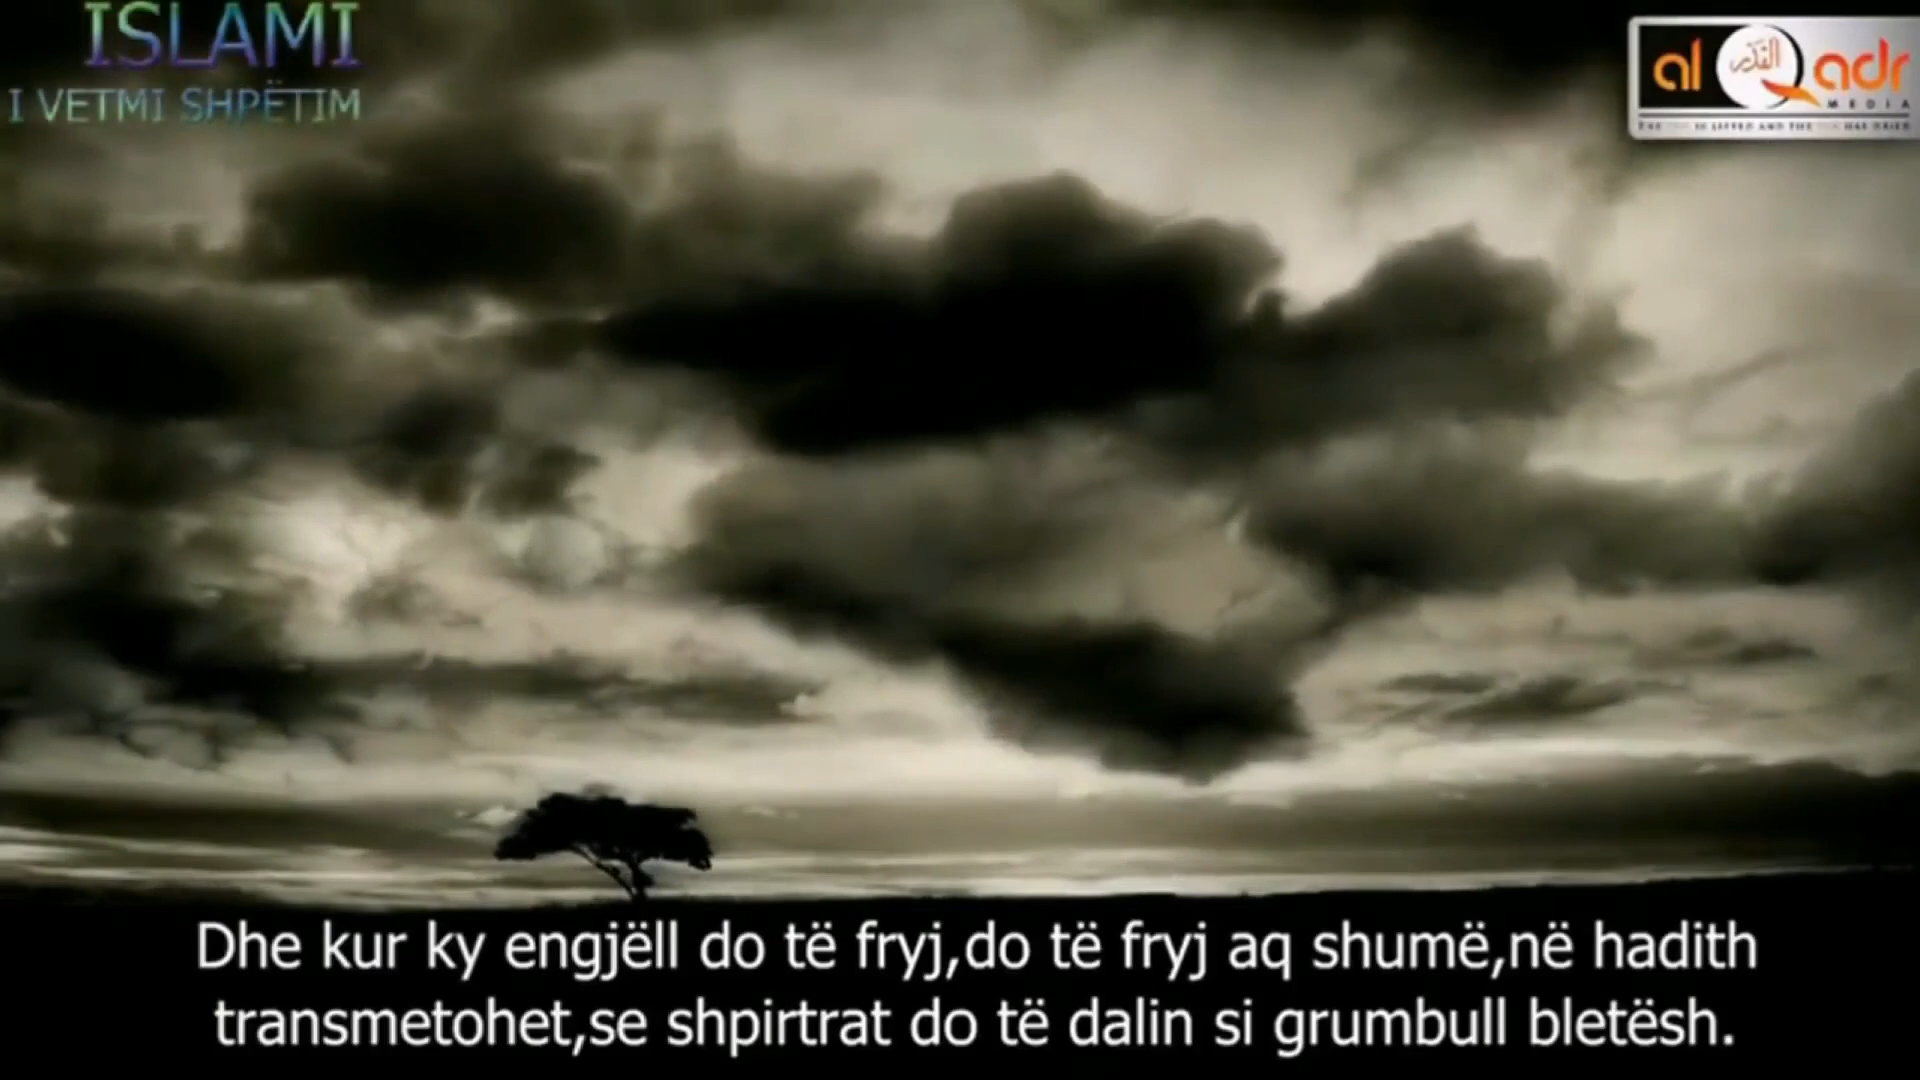 ISLAMI
I VETMI SHPËTIM
al Qadr
القدر
MEDIA
Dhe kur ky engjëll do të fryj,do të fryj aq shumë,në hadith
transmetohet,se shpirtrat do të dalin si grumbull bletësh.